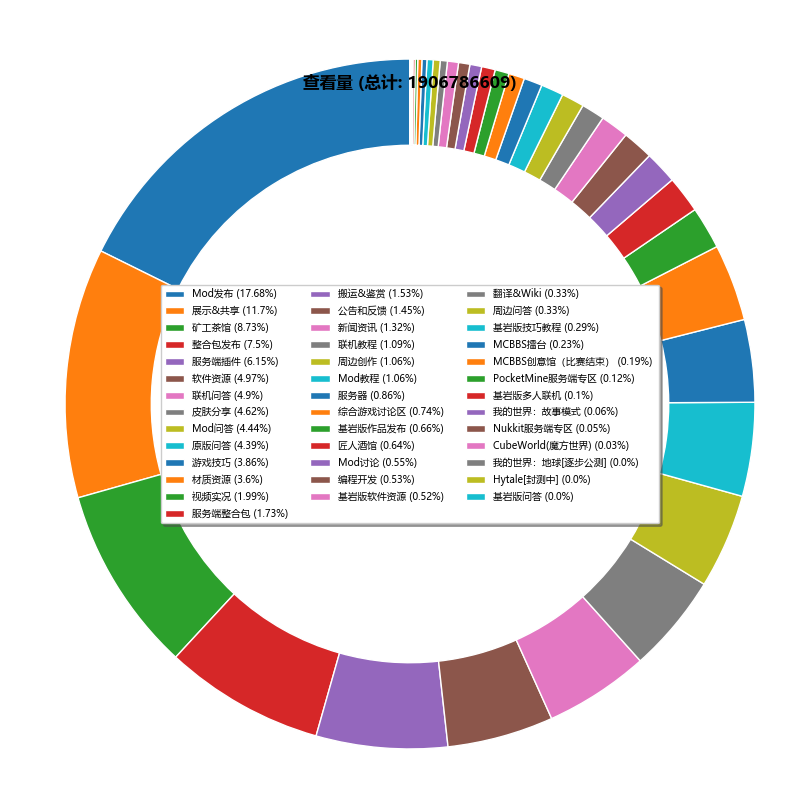 查看量 (总计: 1906786609)
Mod发布 (17.68%)
展示&共享 (11.7%)
矿工茶馆 (8.73%)
整合包发布 (7.5%)
服务端插件 (6.15%)
软件资源 (4.97%)
联机问答 (4.9%)
皮肤分享 (4.62%)
Mod问答 (4.44%)
原版问答 (4.39%)
游戏技巧 (3.86%)
材质资源 (3.6%)
视频实况 (1.99%)
服务端整合包 (1.73%)
搬运&鉴赏 (1.53%)
公告和反馈 (1.45%)
新闻资讯 (1.32%)
联机教程 (1.09%)
周边创作 (1.06%)
Mod教程 (1.06%)
服务器 (0.86%)
综合游戏讨论区 (0.74%)
基岩版作品发布 (0.66%)
匠人酒馆 (0.64%)
Mod讨论 (0.55%)
编程开发 (0.53%)
基岩版软件资源 (0.52%)
翻译&Wiki (0.33%)
周边问答 (0.33%)
基岩版技巧教程 (0.29%)
MCBBS擂台 (0.23%)
MCBBS创意馆（比赛结束） (0.19%)
PocketMine服务端专区 (0.12%)
基岩版多人联机 (0.1%)
我的世界：故事模式 (0.06%)
Nukkit服务端专区 (0.05%)
CubeWorld(魔方世界) (0.03%)
我的世界：地球[逐步公测] (0.0%)
Hytale[封测中] (0.0%)
基岩版问答 (0.0%)